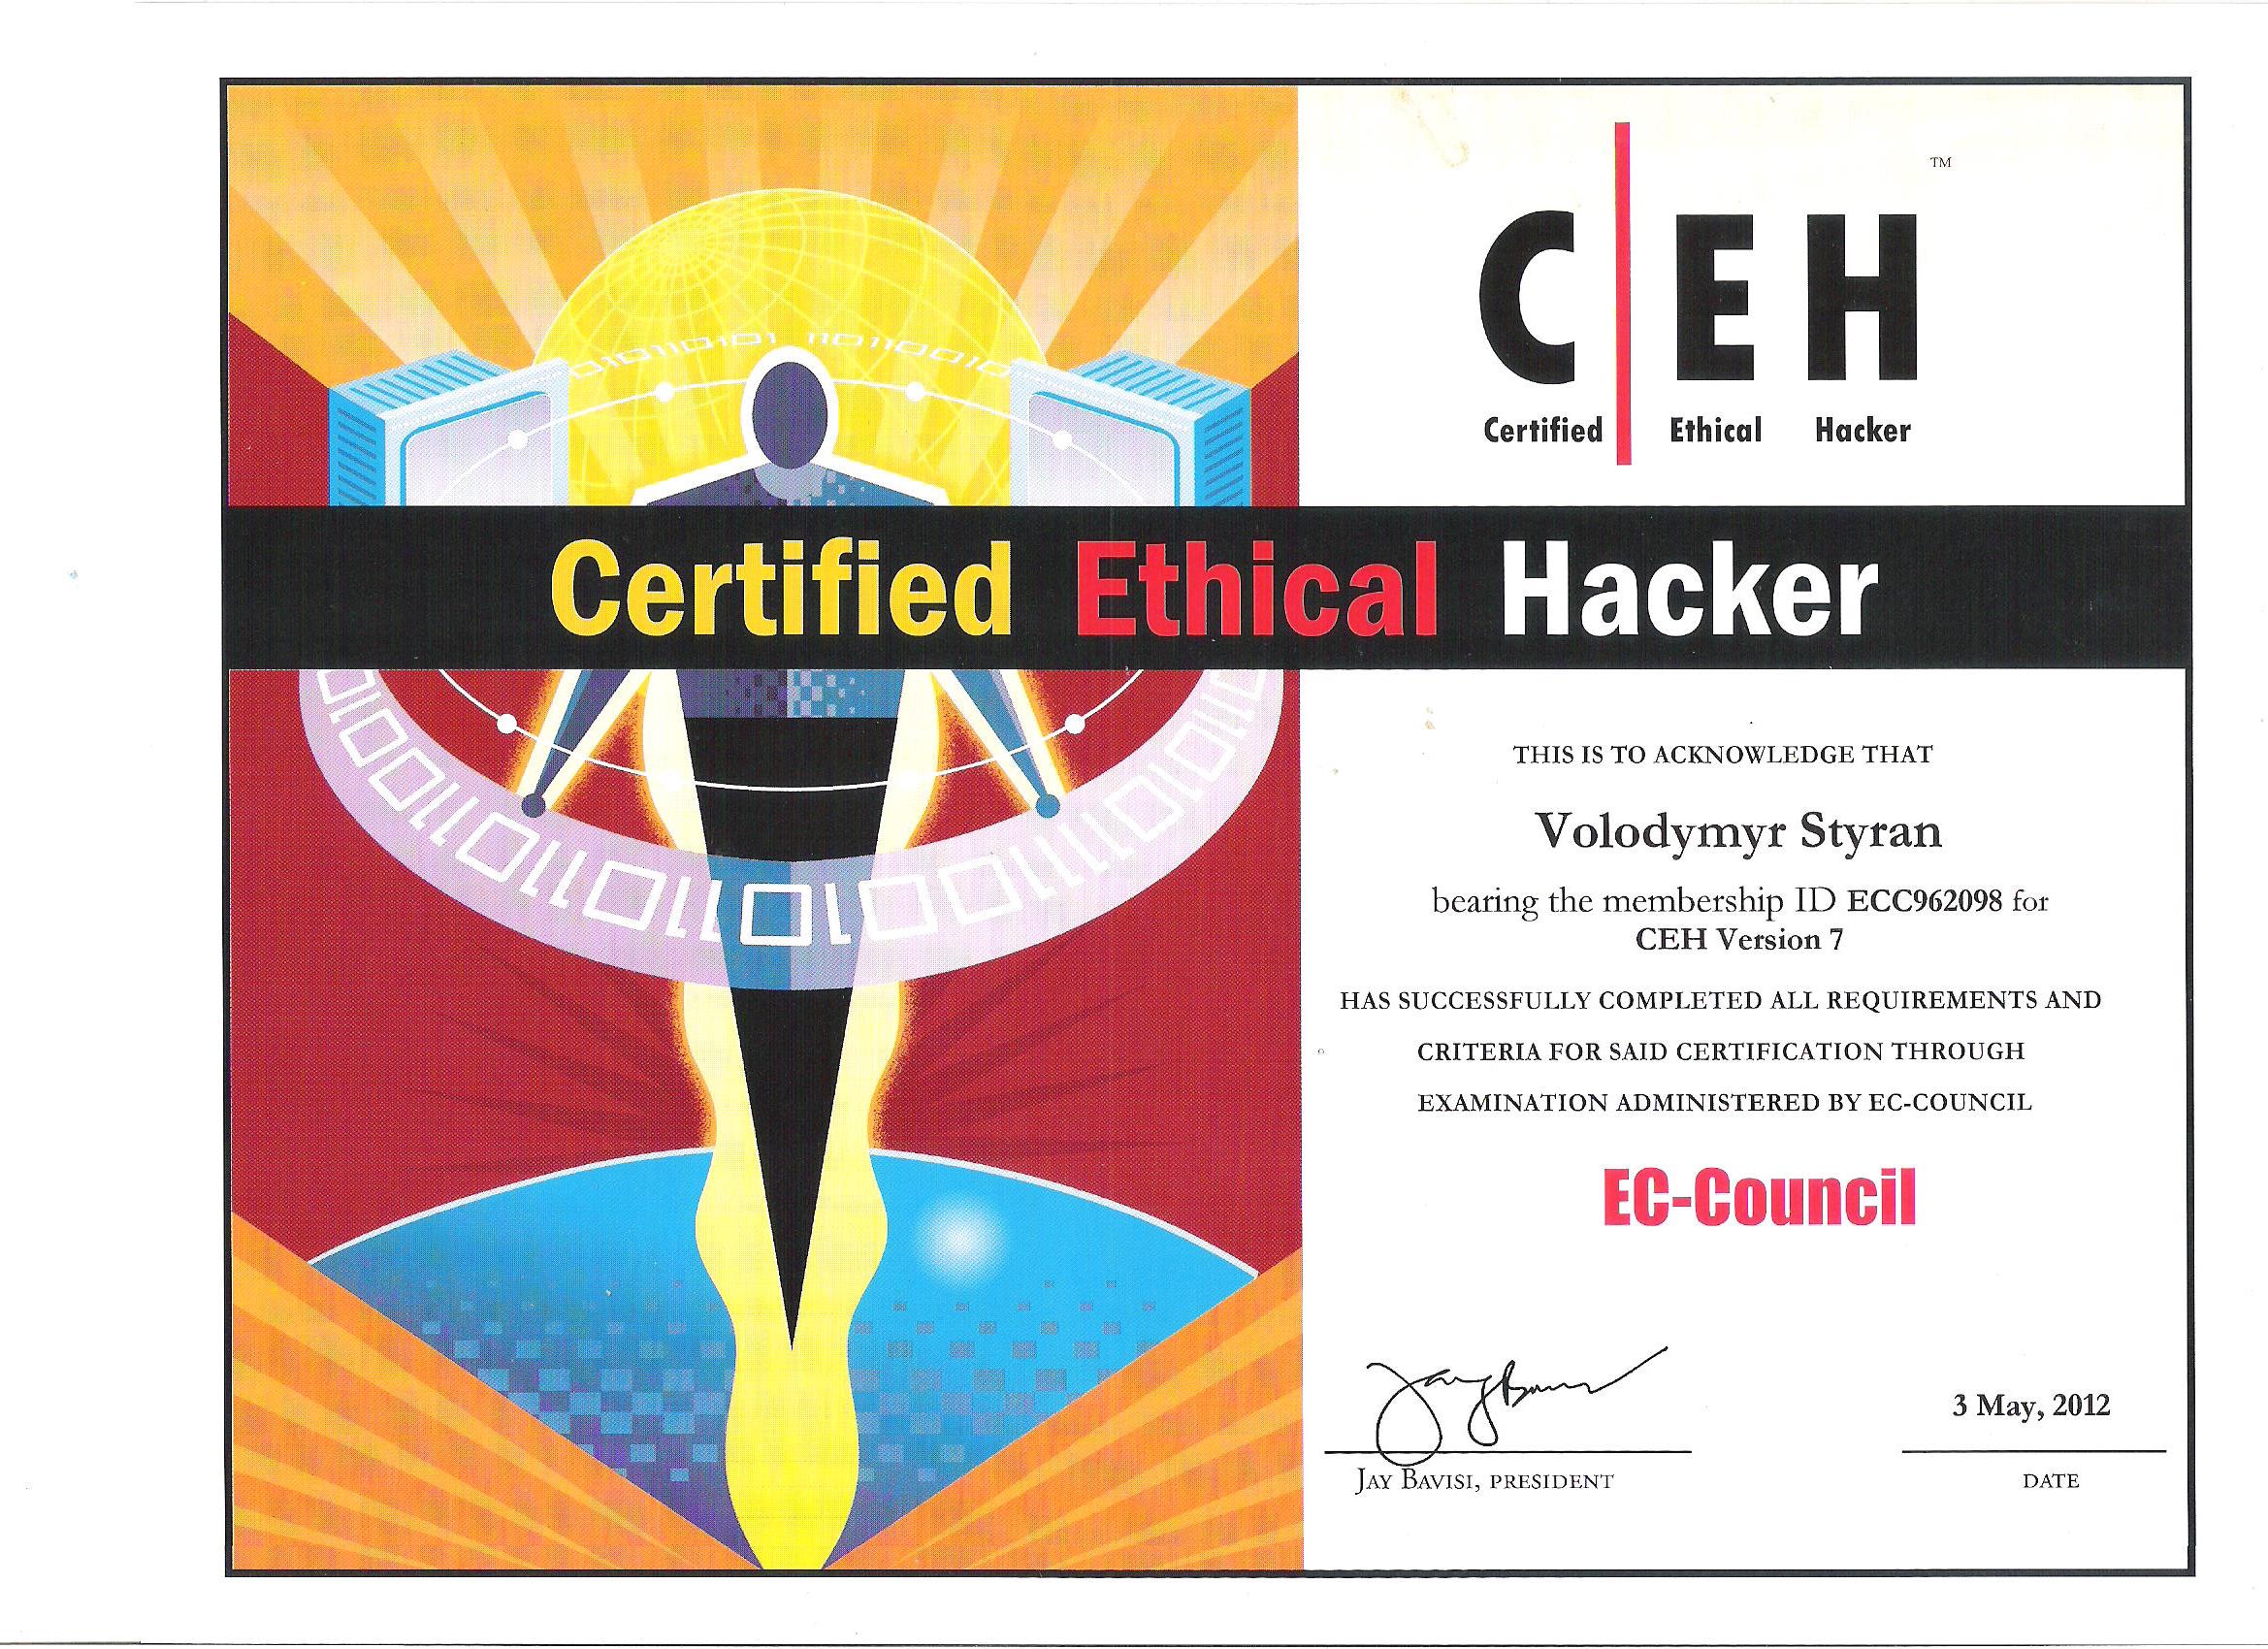 C EH ™
Certified Ethical Hacker
Certified Ethical Hacker
THIS IS TO ACKNOWLEDGE THAT
Volodymyr Styran
bearing the membership ID ECC962098 for
CEH Version 7
HAS SUCCESSFULLY COMPLETED ALL REQUIREMENTS AND
CRITERIA FOR SAID CERTIFICATION THROUGH
EXAMINATION ADMINISTERED BY EC-COUNCIL
EC-Council
Jay Bavisi
3 May, 2012
JAY BAVISI, PRESIDENT
DATE